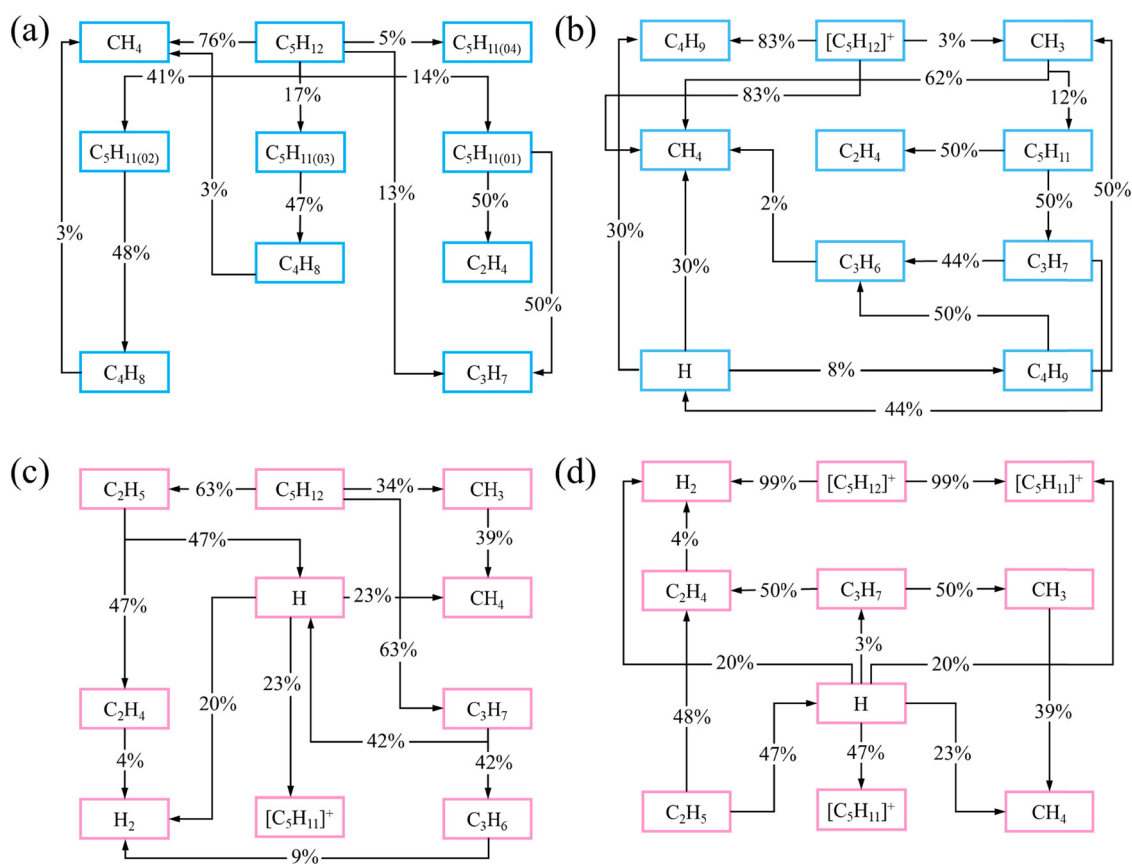 (a)
CH₄ 76% C₅H₁₂ 5% C₅H₁₁₍₀₄₎
41% 14%
17%
C₅H₁₁₍₀₂₎ C₅H₁₁₍₀₃₎ C₅H₁₁₍₀₁₎
3% 13%
47% 50%
3% 48%
C₄H₈ C₂H₄
50%
C₄H₈ C₃H₇
(b)
C₄H₉ 83% [C₅H₁₂]⁺ 3% CH₃
62%
83% 12%
CH₄ C₂H₄ 50% C₅H₁₁
50%
2% 50%
30%
30% C₃H₆ 44% C₃H₇
50%
H 8% C₄H₉
44%
(c)
C₂H₅ 63% C₅H₁₂ 34% CH₃
47% 39%
H 23% CH₄
47%
63%
23%
20%
C₂H₄ C₃H₇
42%
4% 42%
H₂ [C₅H₁₁]⁺ C₃H₆
9%
(d)
H₂ 99% [C₅H₁₂]⁺ 99% [C₅H₁₁]⁺
4%
C₂H₄ 50% C₃H₇ 50% CH₃
3%
20% 20%
H
48% 39%
47% 47% 23%
C₂H₅ [C₅H₁₁]⁺ CH₄